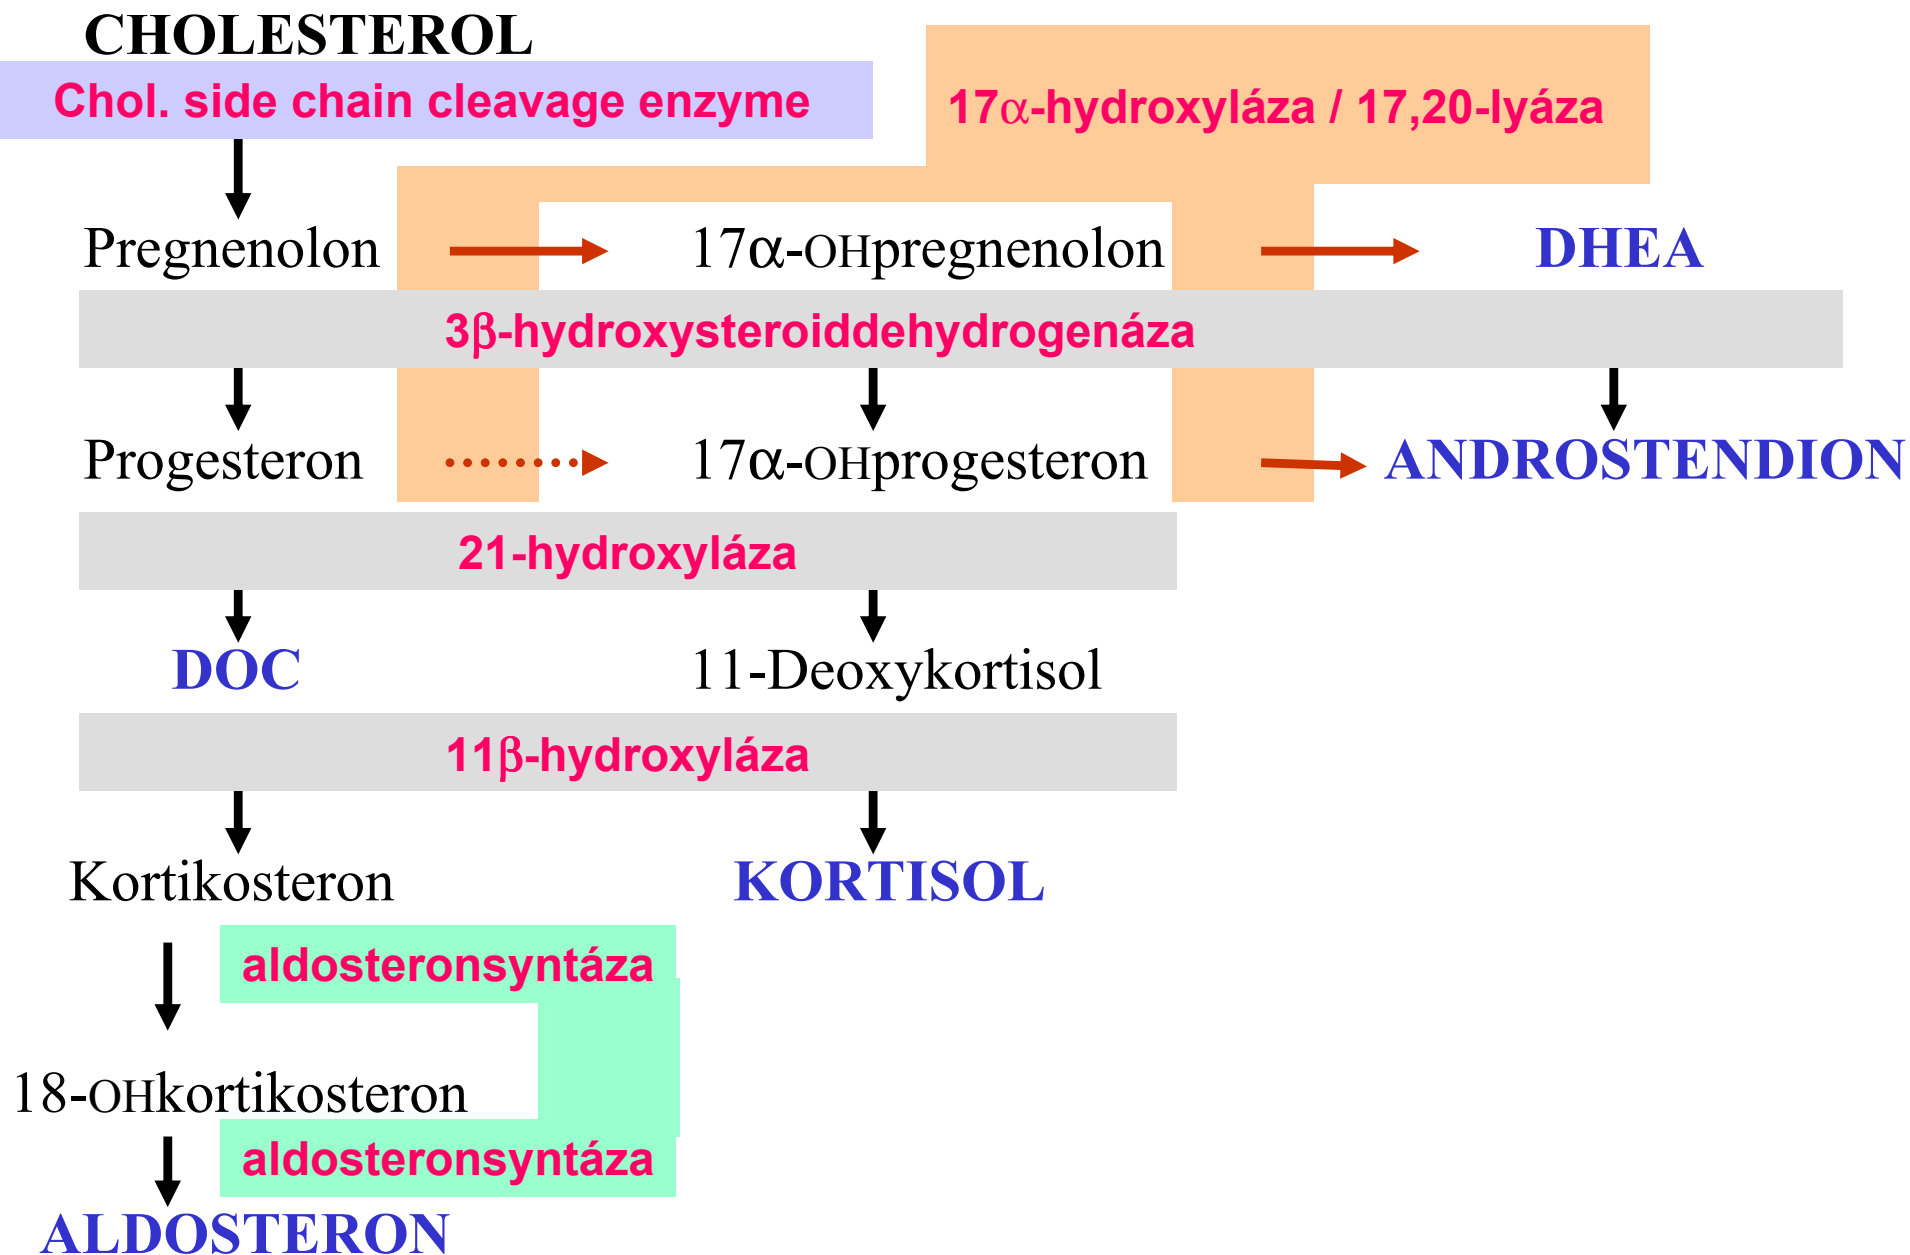 CHOLESTEROL
Chol. side chain cleavage enzyme
17α-hydroxyláza / 17,20-lyáza
Pregnenolon 17α-OHpregnenolon DHEA
3β-hydroxysteroiddehydrogenáza
Progesteron 17α-OHprogesteron ANDROSTENDION
21-hydroxyláza
DOC 11-Deoxykortisol
11β-hydroxyláza
Kortikosteron KORTISOL
aldosteronsyntáza
18-OHkortikosteron
aldosteronsyntáza
ALDOSTERON